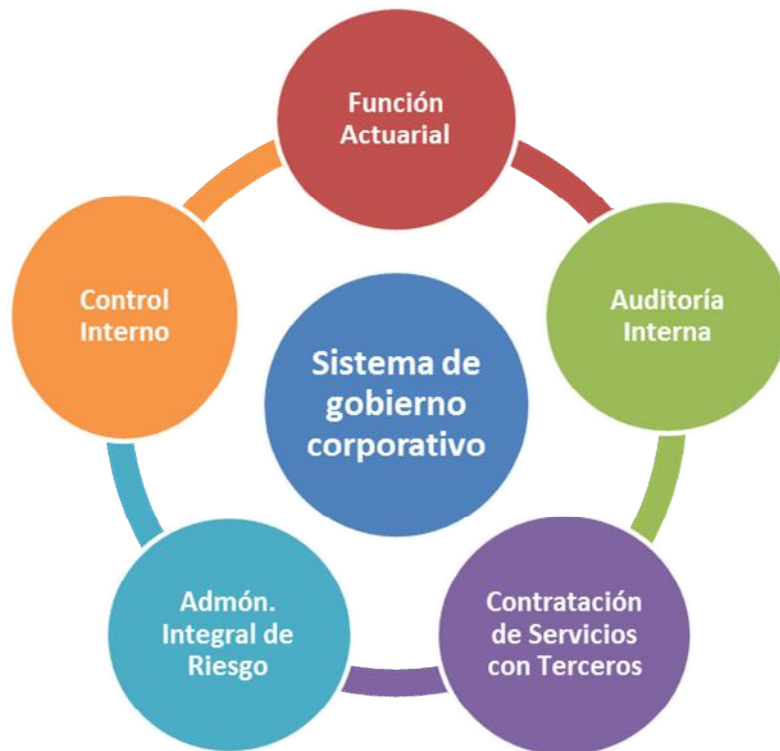 Función
Actuarial
Auditoría
Interna
Contratación
de Servicios
con Terceros
Admón.
Integral de
Riesgo
Control
Interno
Sistema de
gobierno
corporativo